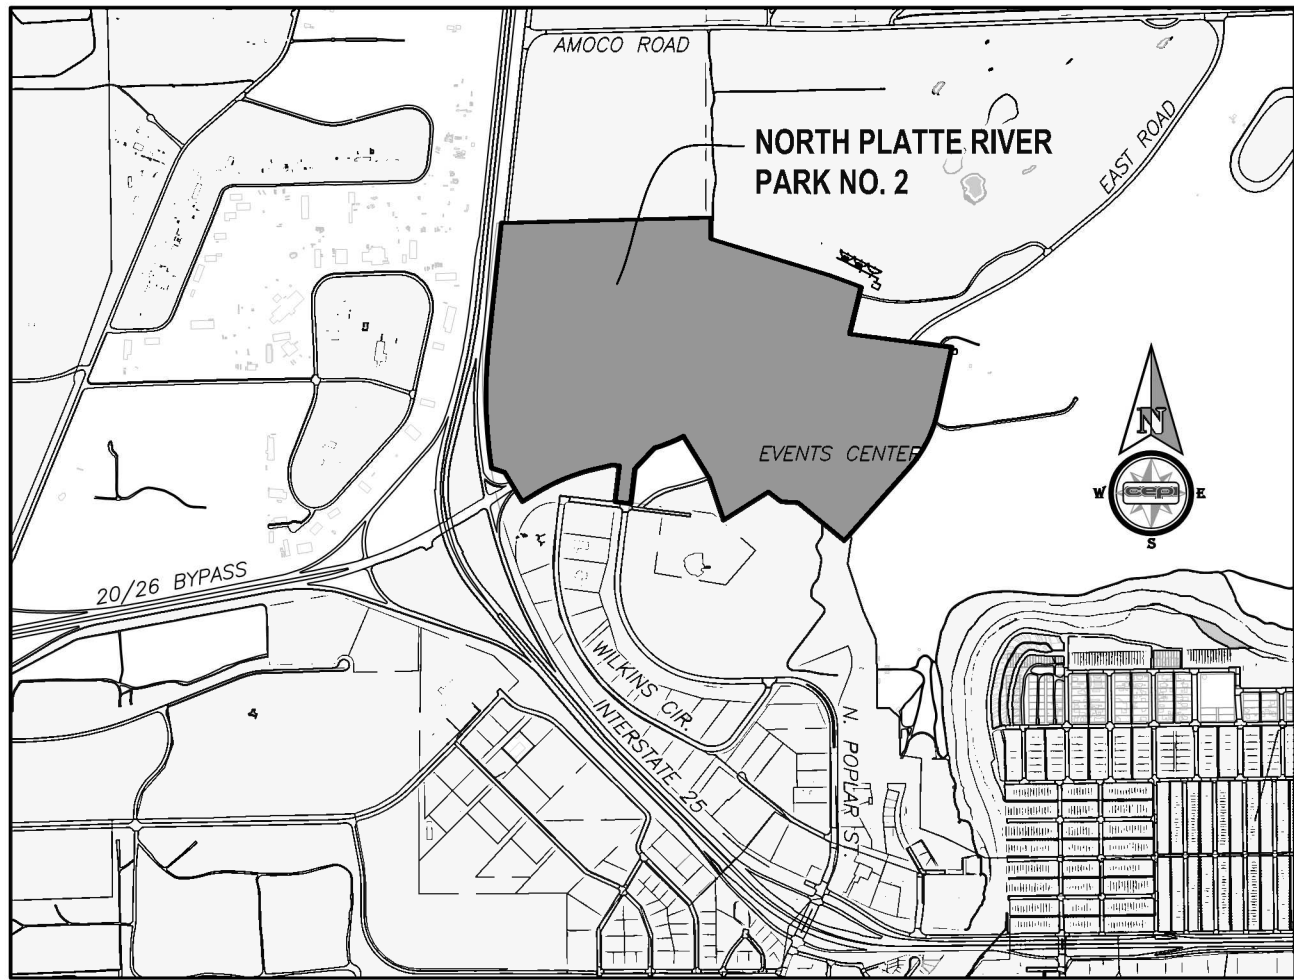 AMOCO ROAD
NORTH PLATTE RIVER
PARK NO. 2
EAST ROAD
EVENTS CENTER
N
W
cepi
E
S
20/26 BYPASS
WILKINS CIR.
INTERSTATE 25
N. POPLAR ST.